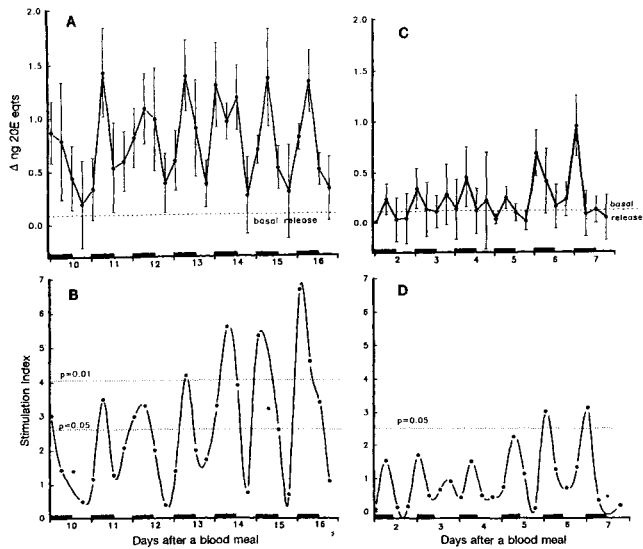 A
2.0
1.5
1.0
0.5
0.0
Δ ng 20E eqts
basal release
10 11 12 13 14 15 16
B
7
6
5
4
3
2
1
0
Stimulation Index
p=0.01
p=0.05
10 11 12 13 14 15 16
Days after a blood meal
C
2.0
1.5
1.0
0.5
0.0
basal
release
2 3 4 5 6 7
D
7
6
5
4
3
2
1
0
p=0.05
2 3 4 5 6 7
Days after a blood meal